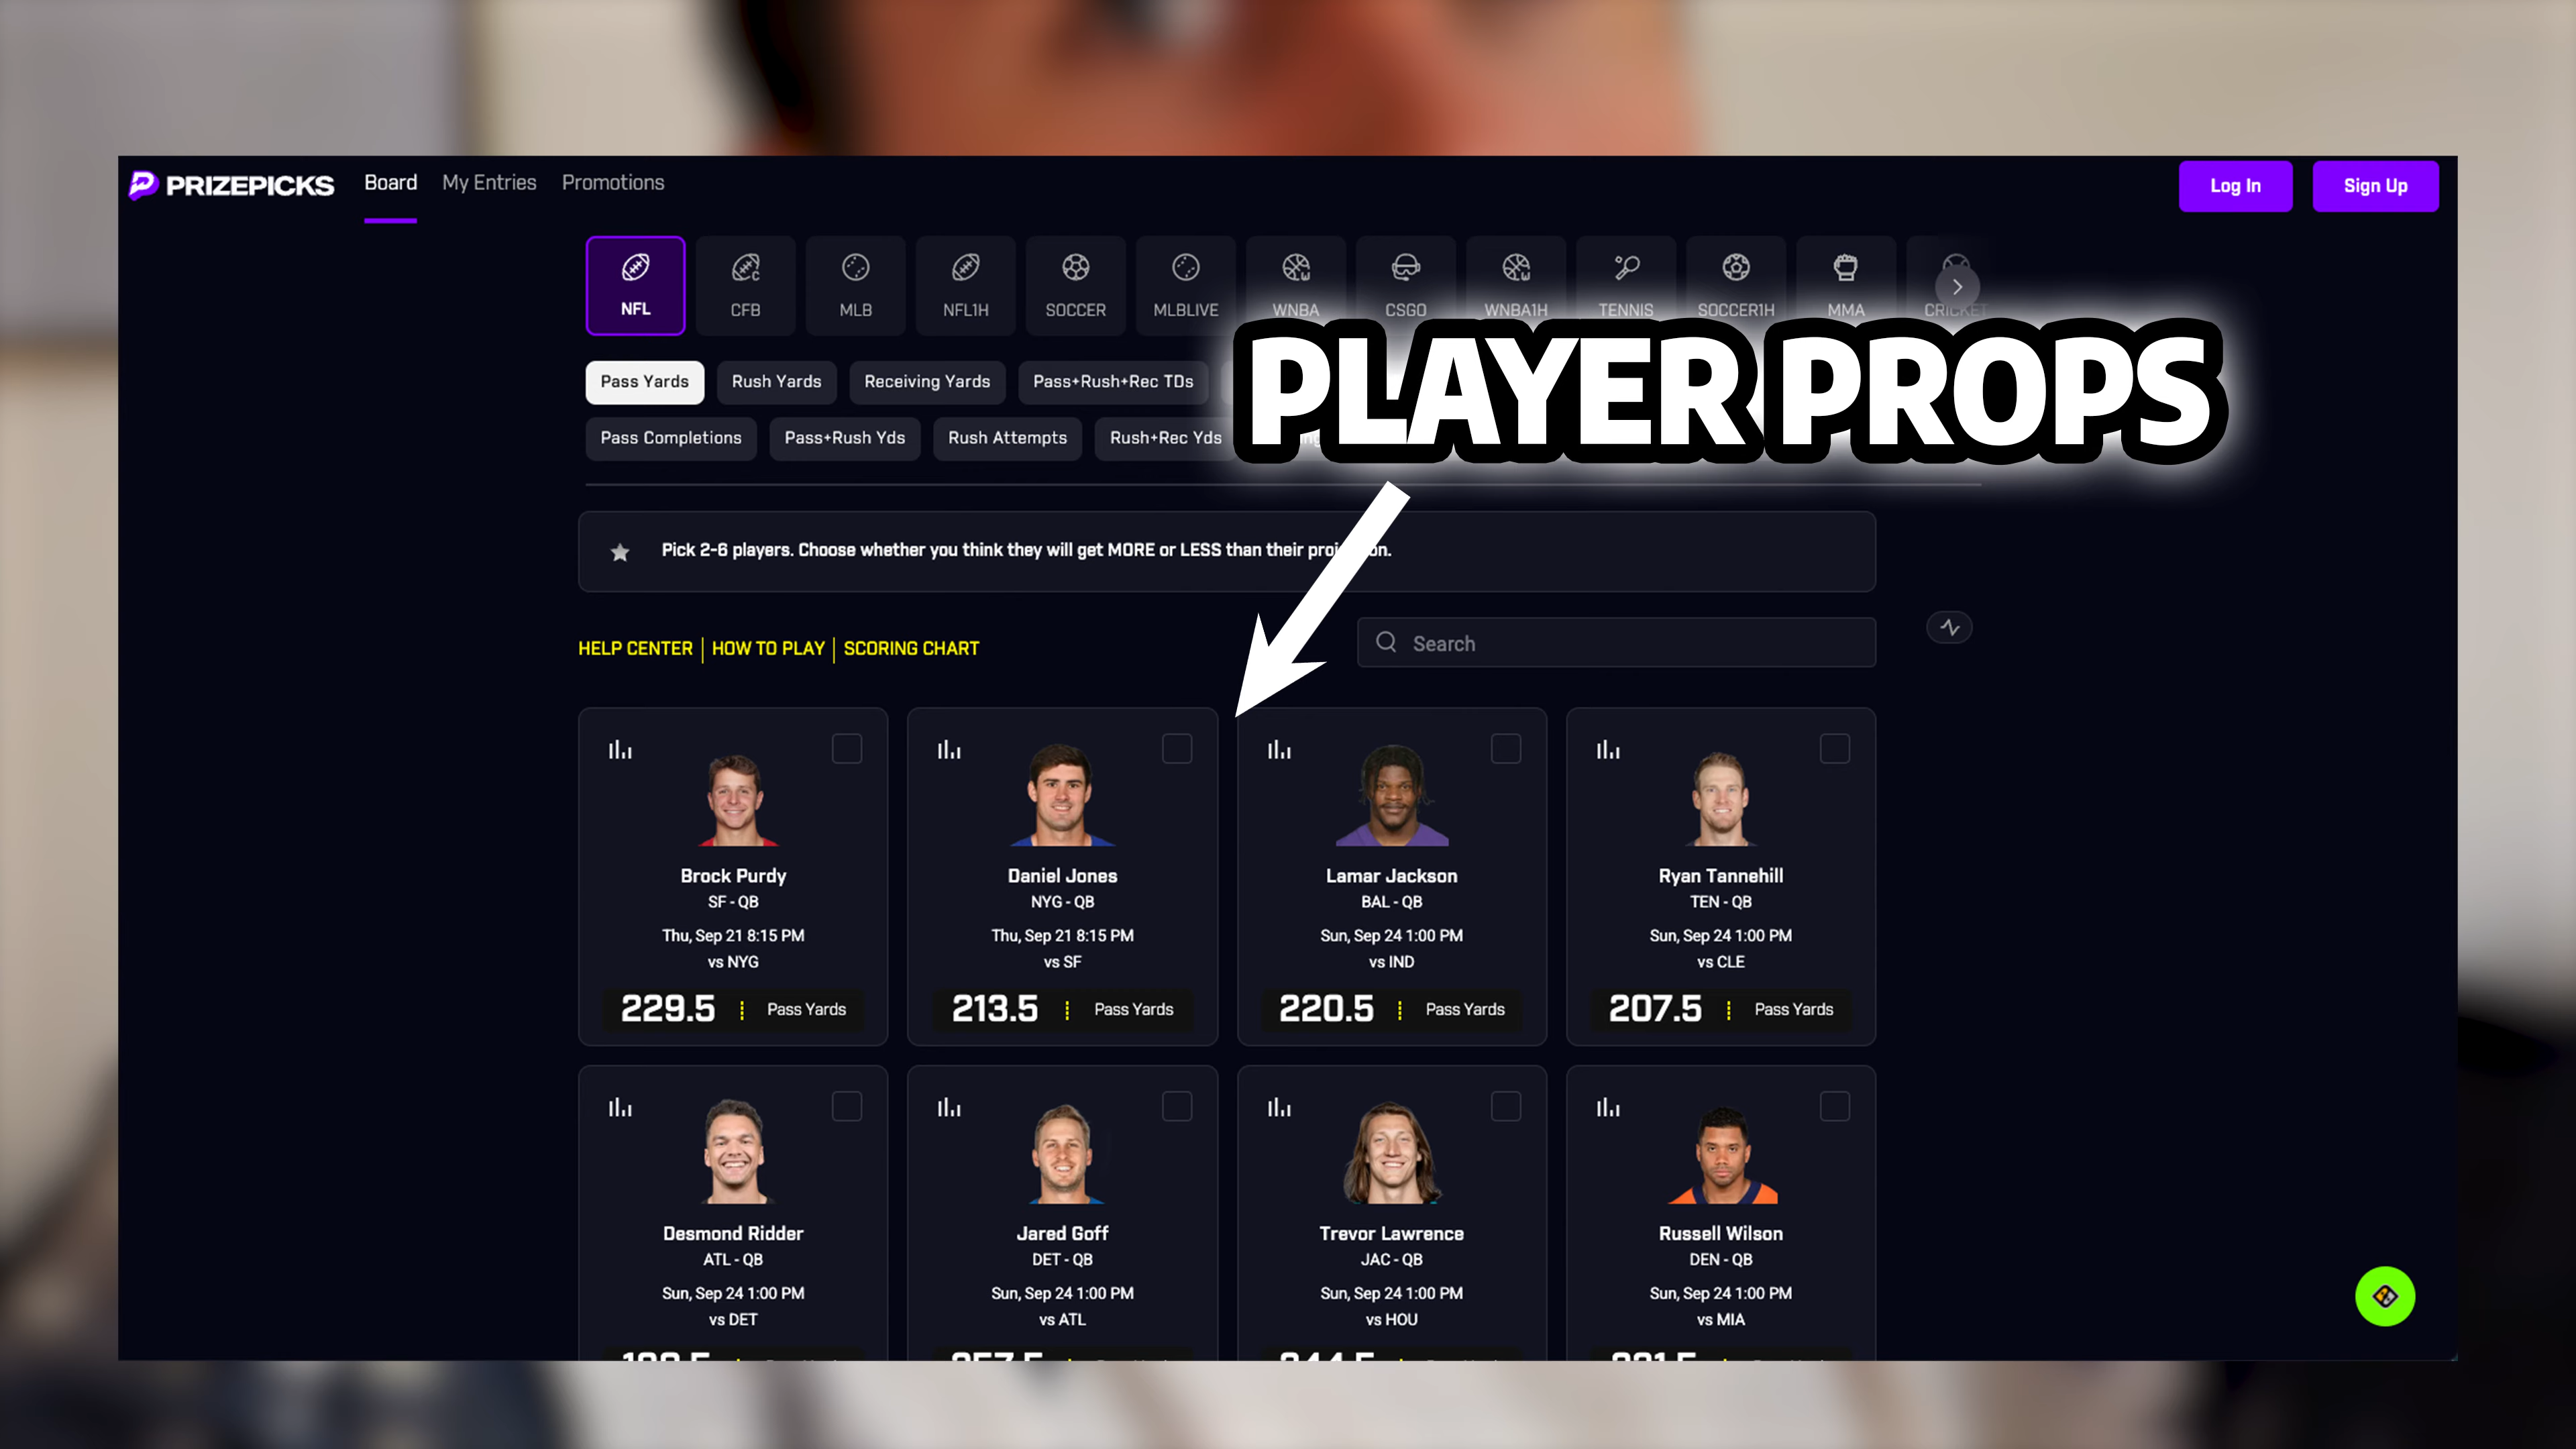 PRIZEPICKS Board My Entries Promotions Log In Sign Up
NFL CFB MLB NFL1H SOCCER MLBLIVE WNBA CSGO WNBA1H TENNIS SOCCER1H MMA CRICKET
PLAYER PROPS
Pass Yards Rush Yards Receiving Yards Pass+Rush+Rec TDs
Pass Completions Pass+Rush Yds Rush Attempts Rush+Rec Yds
Pick 2-6 players. Choose whether you think they will get MORE or LESS than their
HELP CENTER | HOW TO PLAY | SCORING CHART Search
Brock Purdy Daniel Jones Lamar Jackson Ryan Tannehill
SF - QB NYG - QB BAL - QB TEN - QB
Thu, Sep 21 8:15 PM Thu, Sep 21 8:15 PM Sun, Sep 24 1:00 PM Sun, Sep 24 1:00 PM
vs NYG vs SF vs IND vs CLE
229.5 Pass Yards 213.5 Pass Yards 220.5 Pass Yards 207.5 Pass Yards
Desmond Ridder Jared Goff Trevor Lawrence Russell Wilson
ATL - QB DET - QB JAC - QB DEN - QB
Sun, Sep 24 1:00 PM Sun, Sep 24 1:00 PM Sun, Sep 24 1:00 PM Sun, Sep 24 1:00 PM
vs DET vs ATL vs HOU vs MIA